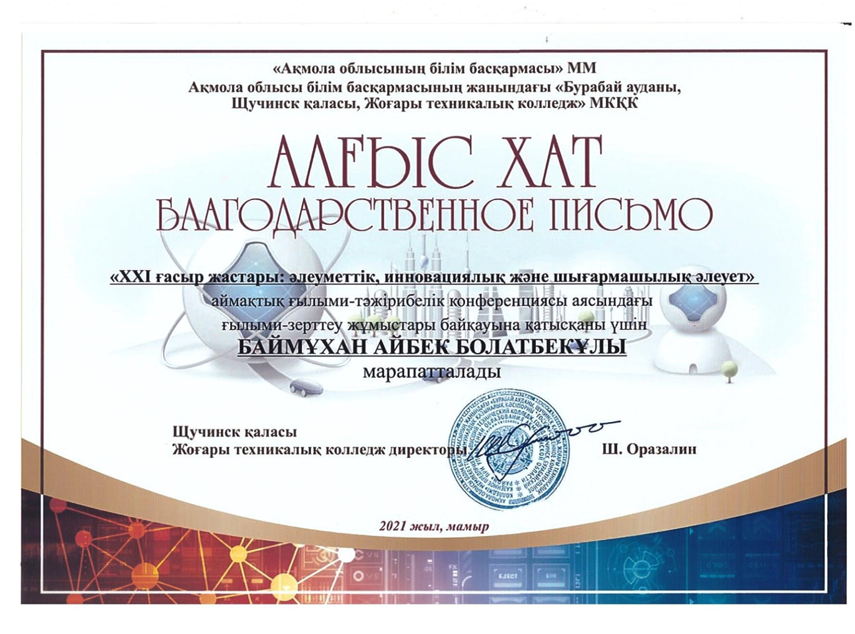 «Ақмола облысының білім басқармасы» ММ
Ақмола облысы білім басқармасының жанындағы «Бурабай ауданы,
Щучинск қаласы, Жоғары техникалық колледж» МКҚК
АЛҒЫС ХАТ
БЛАГОДАРСТВЕННОЕ ПИСЬМО
«XXI ғасыр жастары: әлеуметтік, инновациялық және шығармашылық әлеует»
аймақтық ғылыми-тәжірибелік конференциясы аясындағы
ғылыми-зерттеу жұмыстары байқауына қатысқаны үшін
БАЙМҰХАН АЙБЕК БОЛАТБЕКҰЛЫ
марапатталады
Щучинск қаласы
Жоғары техникалық колледж директоры Ш. Оразалин
2021 жыл, мамыр